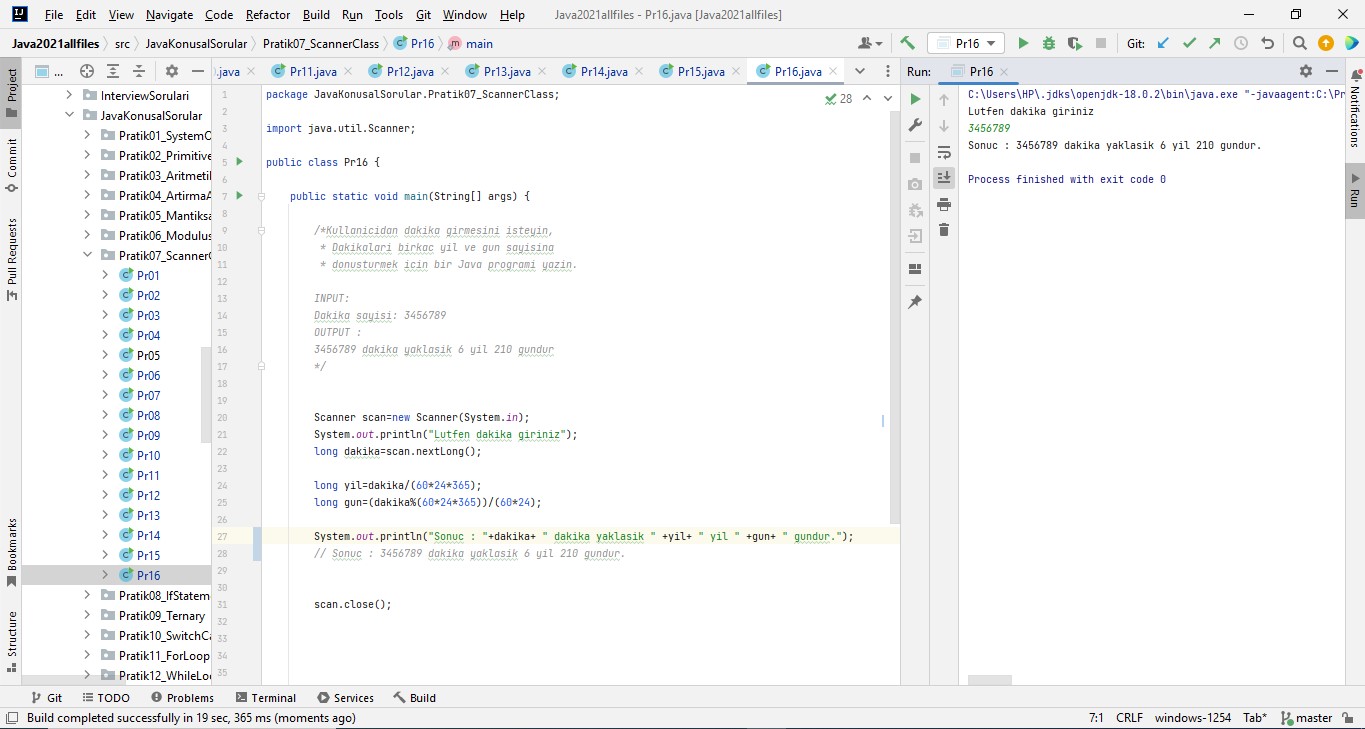 File Edit View Navigate Code Refactor Build Run Tools Git Window Help Java2021allfiles - Pr16.java [Java2021allfiles]
Java2021allfiles src JavaKonusalSorular Pratik07_ScannerClass Pr16 main Pr16 Git:
Project
Commit
Pull Requests
Bookmarks
Structure
... .java Pr11.java Pr12.java Pr13.java Pr14.java Pr15.java Pr16.java
InterviewSorulari
JavaKonusalSorular
Pratik01_SystemO
Pratik02_Primitive
Pratik03_Aritmetil
Pratik04_ArtirmaA
Pratik05_Mantiksa
Pratik06_Modulus
Pratik07_Scanner
Pr01
Pr02
Pr03
Pr04
Pr05
Pr06
Pr07
Pr08
Pr09
Pr10
Pr11
Pr12
Pr13
Pr14
Pr15
Pr16
Pratik08_IfStatem
Pratik09_Ternary
Pratik10_SwitchCa
Pratik11_ForLoop
Pratik12_WhileLoo
28
1 package JavaKonusalSorular.Pratik07_ScannerClass;
2
3 import java.util.Scanner;
4
5 public class Pr16 {
6
7 public static void main(String[] args) {
8
9 /*Kullanicidan dakika girmesini isteyin,
10 * Dakikalari birkac yil ve gun sayisina
11 * donusturmek icin bir Java programi yazin.
12
13 INPUT:
14 Dakika sayisi: 3456789
15 OUTPUT :
16 3456789 dakika yaklasik 6 yil 210 gundur
17 */
18
19
20 Scanner scan=new Scanner(System.in);
21 System.out.println("Lutfen dakika giriniz");
22 long dakika=scan.nextLong();
23
24 long yil=dakika/(60*24*365);
25 long gun=(dakika%(60*24*365))/(60*24);
26
27 System.out.println("Sonuc : "+dakika+ " dakika yaklasik " +yil+ " yil " +gun+ " gundur.");
28 // Sonuc : 3456789 dakika yaklasik 6 yil 210 gundur.
29
30
31 scan.close();
32
33
34
35
Run: Pr16
C:\Users\HP\.jdks\openjdk-18.0.2\bin\java.exe "-javaagent:C:\Pr
Lutfen dakika giriniz
3456789
Sonuc : 3456789 dakika yaklasik 6 yil 210 gundur.
Process finished with exit code 0
Notifications
Run
Git TODO Problems Terminal Services Build
Build completed successfully in 19 sec, 365 ms (moments ago) 7:1 CRLF windows-1254 Tab* master